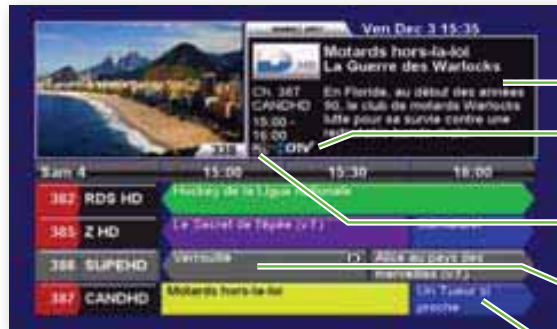 Ven Dec 3 15:35
Motards hors-la-loi
La Guerre des Warlocks
Ch. 387
CANDHD
15:00 -
16:00
En Floride, au début des années
90, le club de motards Warlocks
lutte pour sa survie contre une
Sam 4 15:00 15:30 16:00
382 RDS HD Hockey de la Ligue Nationale
385 Z HD Le Secret de l'épée (v.f.)
386 SUPEHD Verrouillé Alice au pays des
merveilles (v.f.)
387 CANDHD Motards hors-la-loi Un Tueur si
proche